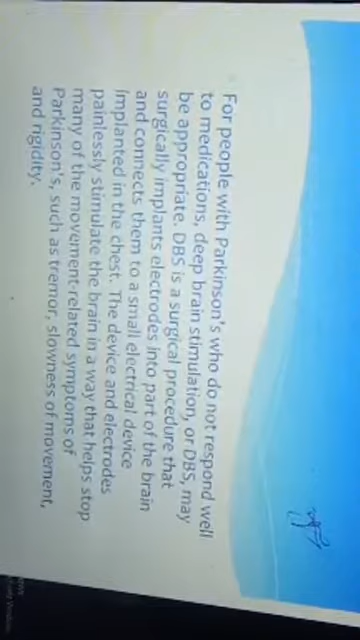 For people with Parkinson's who do not respond well
to medications, deep brain stimulation, or DBS, may
be appropriate. DBS is a surgical procedure that
surgically implants electrodes into part of the brain
and connects them to a small electrical device
implanted in the chest. The device and electrodes
painlessly stimulate the brain in a way that helps stop
many of the movement-related symptoms of
Parkinson's, such as tremor, slowness of movement,
and rigidity.